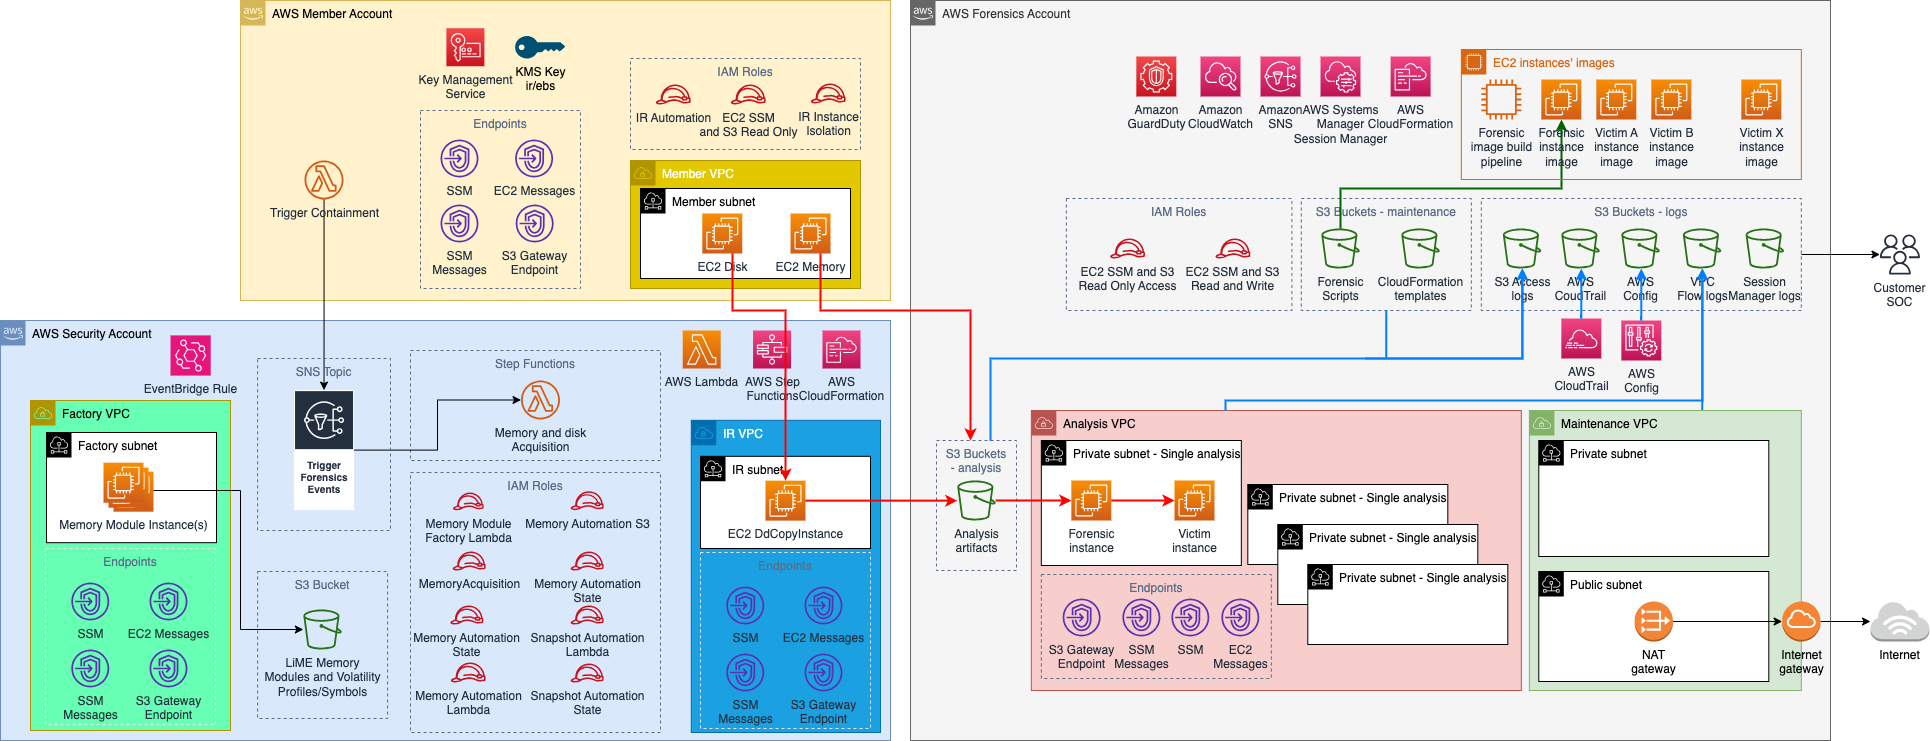 aws
AWS Member Account
Key Management
Service
KMS Key
ir/ebs
IAM Roles
IR Automation
EC2 SSM
and S3 Read Only
IR Instance
Isolation
Endpoints
SSM
EC2 Messages
SSM
Messages
S3 Gateway
Endpoint
Trigger Containment
Member VPC
Member subnet
EC2 Disk
EC2 Memory
aws
AWS Security Account
EventBridge Rule
SNS Topic
Trigger
Forensics
Events
Step Functions
Memory and disk
Acquisition
AWS Lambda
AWS Step
Functions
AWS
CloudFormation
Factory VPC
Factory subnet
Memory Module Instance(s)
Endpoints
SSM
EC2 Messages
SSM
Messages
S3 Gateway
Endpoint
S3 Bucket
LiME Memory
Modules and Volatility
Profiles/Symbols
IAM Roles
Memory Module
Factory Lambda
Memory Automation S3
MemoryAcquisition
Memory Automation
State
Memory Automation
State
Snapshot Automation
Lambda
Memory Automation
Lambda
Snapshot Automation
State
IR VPC
IR subnet
EC2 DdCopyInstance
Endpoints
SSM
EC2 Messages
SSM
Messages
S3 Gateway
Endpoint
aws
AWS Forensics Account
Amazon
GuardDuty
Amazon
CloudWatch
Amazon
SNS
AWS Systems
Manager
Session Manager
AWS
CloudFormation
EC2 instances' images
Forensic
image build
pipeline
Forensic
instance
image
Victim A
instance
image
Victim B
instance
image
Victim X
instance
image
IAM Roles
EC2 SSM and S3
Read Only Access
EC2 SSM and S3
Read and Write
S3 Buckets - maintenance
Forensic
Scripts
CloudFormation
templates
S3 Buckets - logs
S3 Access
logs
AWS
CouldTrail
AWS
Config
VPC
Flow logs
Session
Manager logs
Customer
SOC
AWS
CloudTrail
AWS
Config
S3 Buckets
- analysis
Analysis
artifacts
Analysis VPC
Private subnet - Single analysis
Forensic
instance
Victim
instance
Private subnet - Single analysis
Private subnet - Single analysis
Private subnet - Single analysis
Endpoints
S3 Gateway
Endpoint
SSM
Messages
SSM
EC2
Messages
Maintenance VPC
Private subnet
Public subnet
NAT
gateway
Internet
gateway
Internet